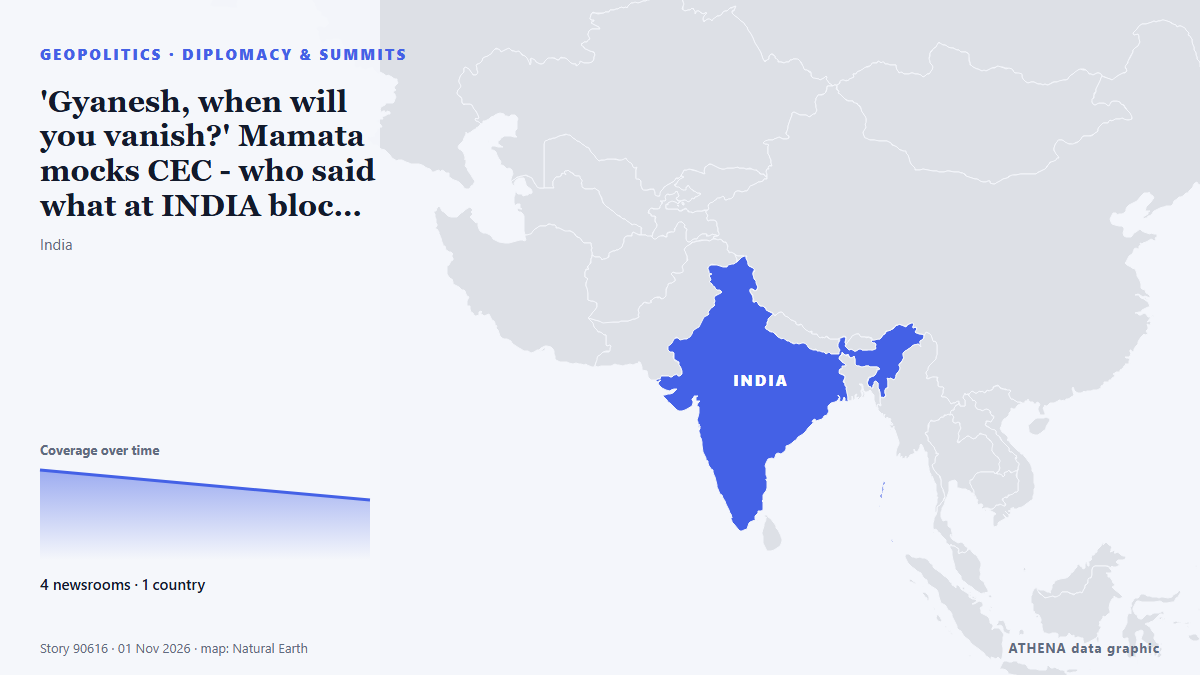 GEOPOLITICS · DIPLOMACY & SUMMITS
'Gyanesh, when will
you vanish?' Mamata
mocks CEC - who said
what at INDIA bloc...
India
INDIA
Coverage over time
4 newsrooms · 1 country
Story 90616 · 01 Nov 2026 · map: Natural Earth
ATHENA data graphic